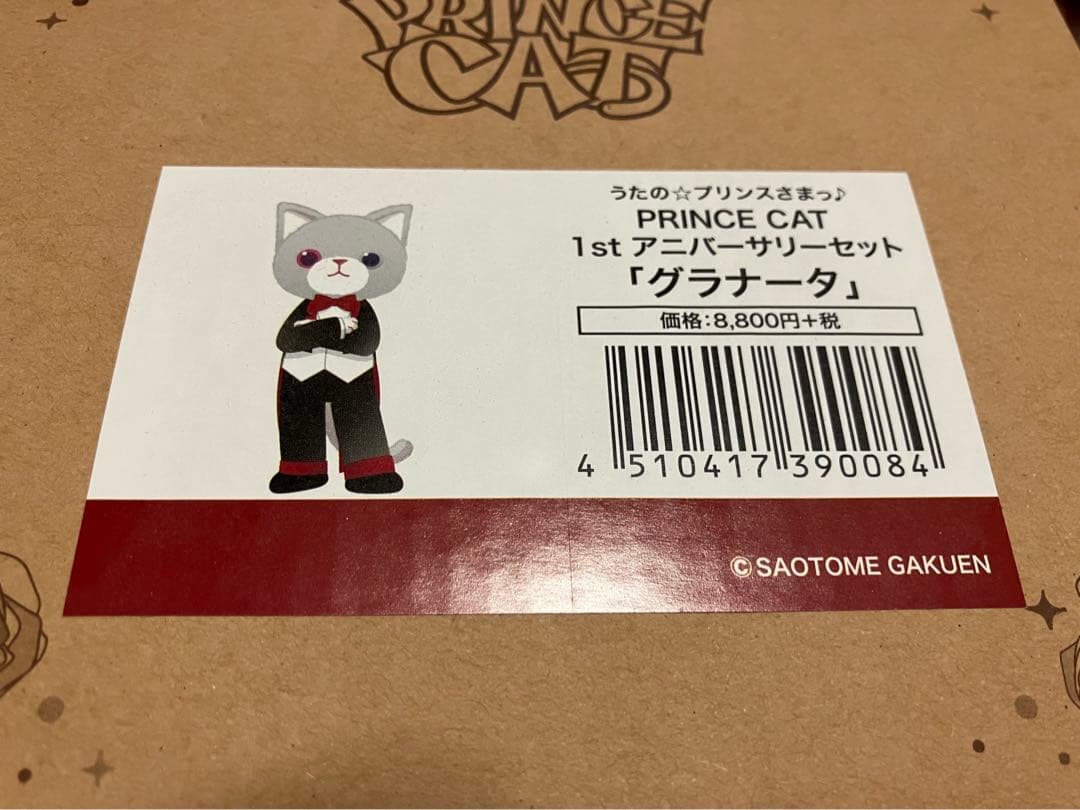 PRINCE
CAT
うたの☆プリンスさまっ♪
PRINCE CAT
1st アニバーサリーセット
「グラナータ」
価格:8,800円+税
4 510417 390084
©SAOTOME GAKUEN